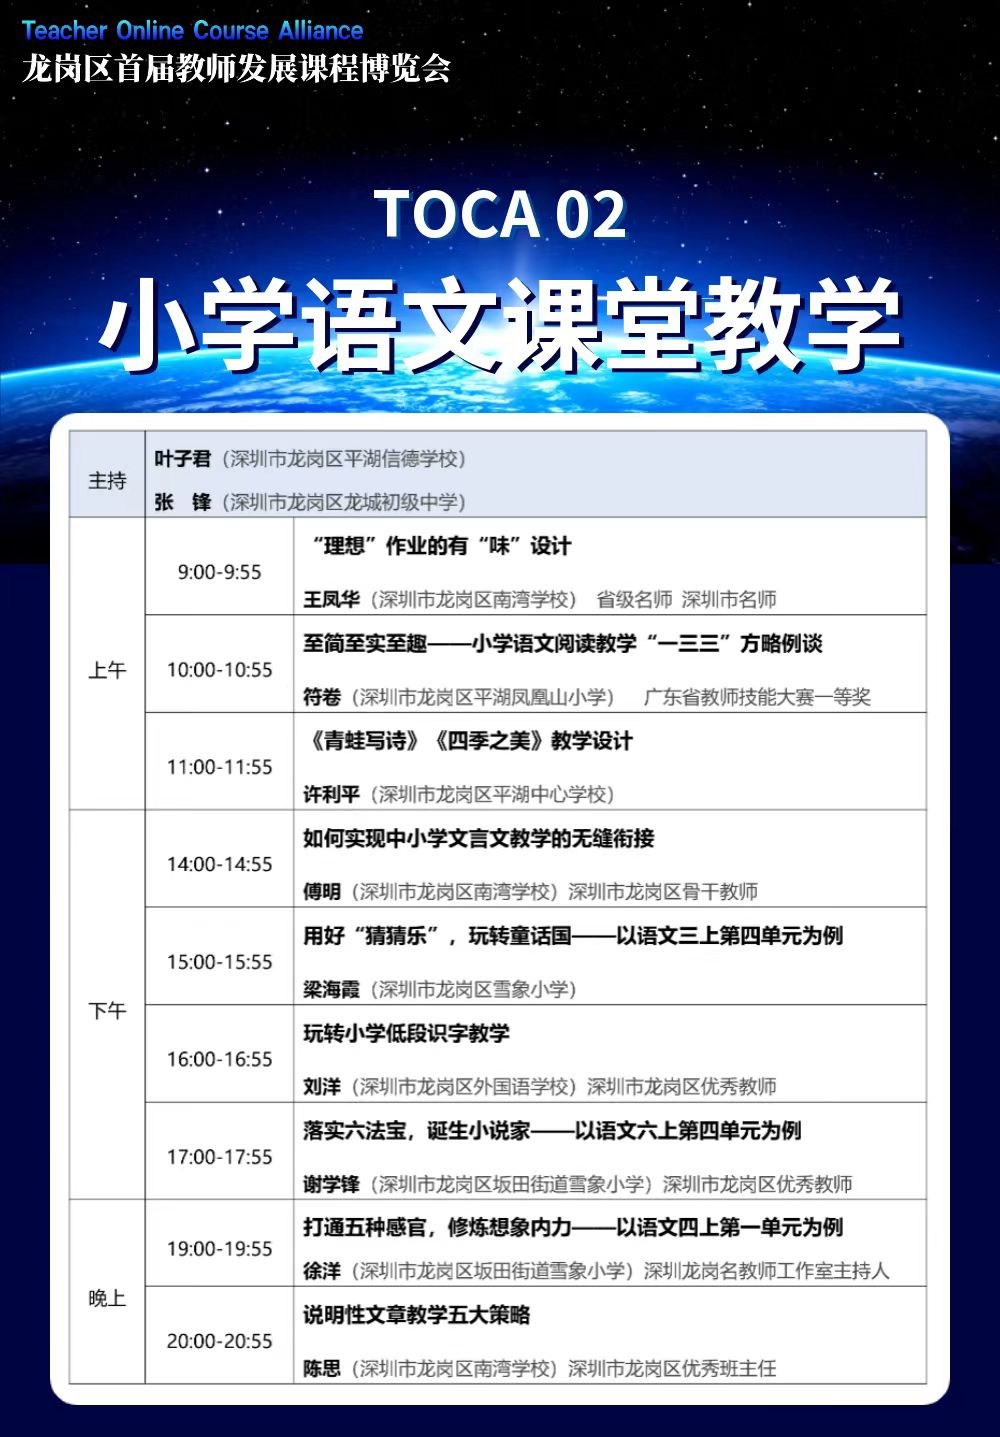 Teacher Online Course Alliance
龙岗区首届教师发展课程博览会
TOCA 02
小学语文课堂教学
主持
叶子君（深圳市龙岗区平湖信德学校）
张　锋（深圳市龙岗区龙城初级中学）
上午
9:00-9:55
“理想”作业的有“味”设计
王凤华（深圳市龙岗区南湾学校） 省级名师 深圳市名师
10:00-10:55
至简至实至趣——小学语文阅读教学“一三三”方略例谈
符卷（深圳市龙岗区平湖凤凰山小学） 广东省教师技能大赛一等奖
11:00-11:55
《青蛙写诗》《四季之美》教学设计
许利平（深圳市龙岗区平湖中心学校）
下午
14:00-14:55
如何实现中小学文言文教学的无缝衔接
傅明（深圳市龙岗区南湾学校）深圳市龙岗区骨干教师
15:00-15:55
用好“猜猜乐”，玩转童话国——以语文三上第四单元为例
梁海霞（深圳市龙岗区雪象小学）
16:00-16:55
玩转小学低段识字教学
刘洋（深圳市龙岗区外国语学校）深圳市龙岗区优秀教师
17:00-17:55
落实六法宝，诞生小说家——以语文六上第四单元为例
谢学锋（深圳市龙岗区坂田街道雪象小学）深圳市龙岗区优秀教师
晚上
19:00-19:55
打通五种感官，修炼想象内力——以语文四上第一单元为例
徐洋（深圳市龙岗区坂田街道雪象小学）深圳龙岗名教师工作室主持人
20:00-20:55
说明性文章教学五大策略
陈思（深圳市龙岗区南湾学校）深圳市龙岗区优秀班主任